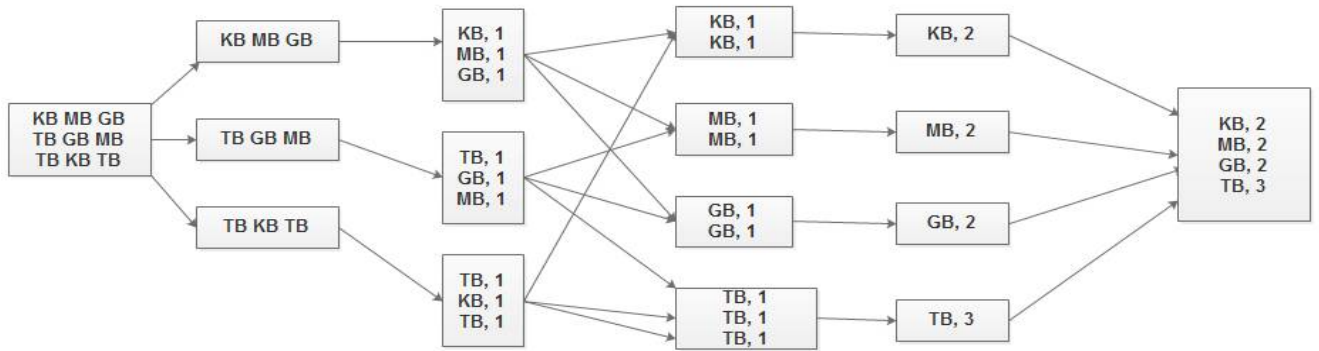 KB MB GB
TB GB MB
TB KB TB
KB MB GB
TB GB MB
TB KB TB
KB, 1
MB, 1
GB, 1
TB, 1
GB, 1
MB, 1
TB, 1
KB, 1
TB, 1
KB, 1
KB, 1
MB, 1
MB, 1
GB, 1
GB, 1
TB, 1
TB, 1
TB, 1
KB, 2
MB, 2
GB, 2
TB, 3
KB, 2
MB, 2
GB, 2
TB, 3